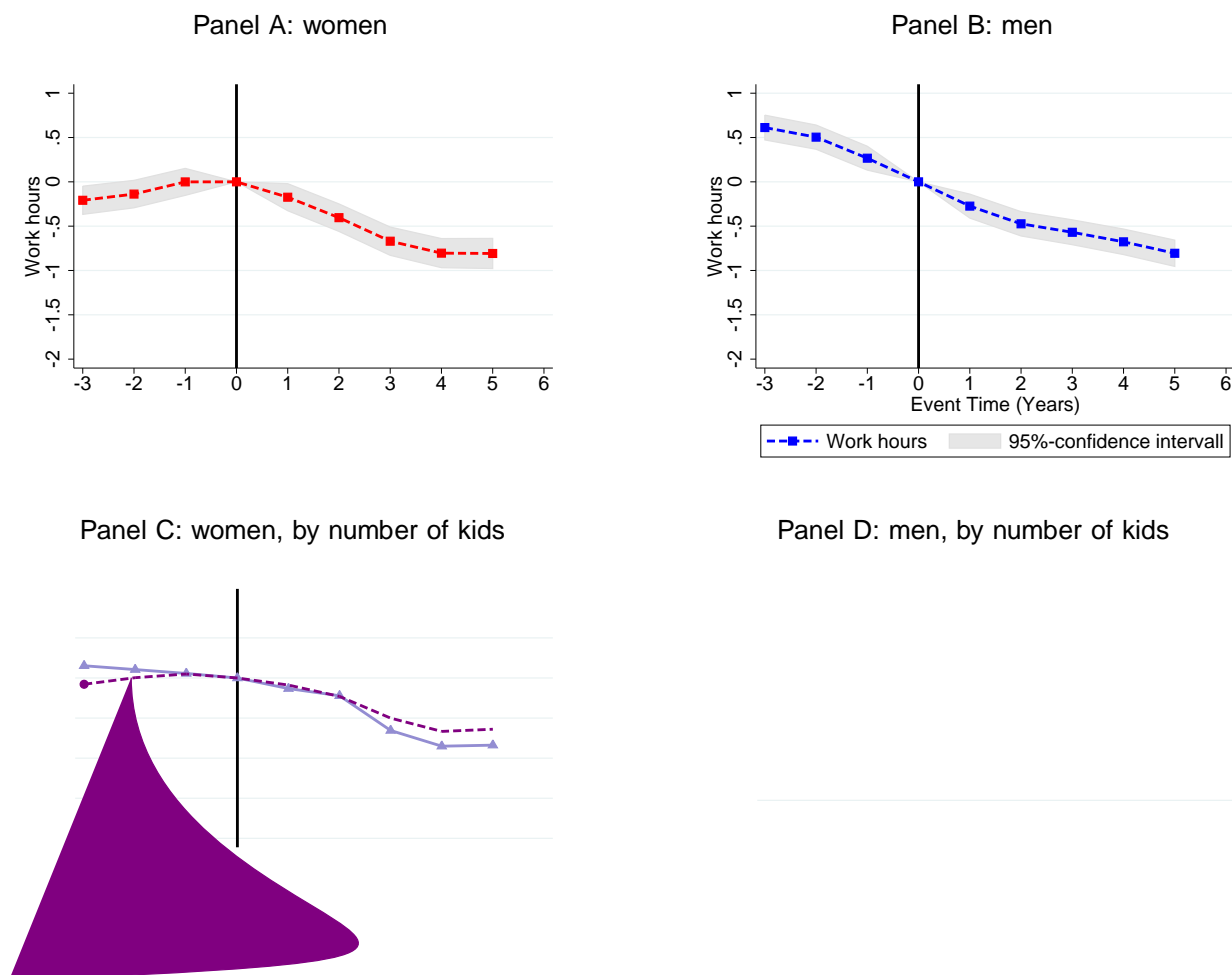 Panel A: women
Work hours
1
.5
0
-.5
-1
-1.5
-2
-3 -2 -1 0 1 2 3 4 5 6
Panel B: men
Work hours
1
.5
0
-.5
-1
-1.5
-2
-3 -2 -1 0 1 2 3 4 5 6
Event Time (Years)
Work hours 95%-confidence intervall
Panel C: women, by number of kids
Panel D: men, by number of kids